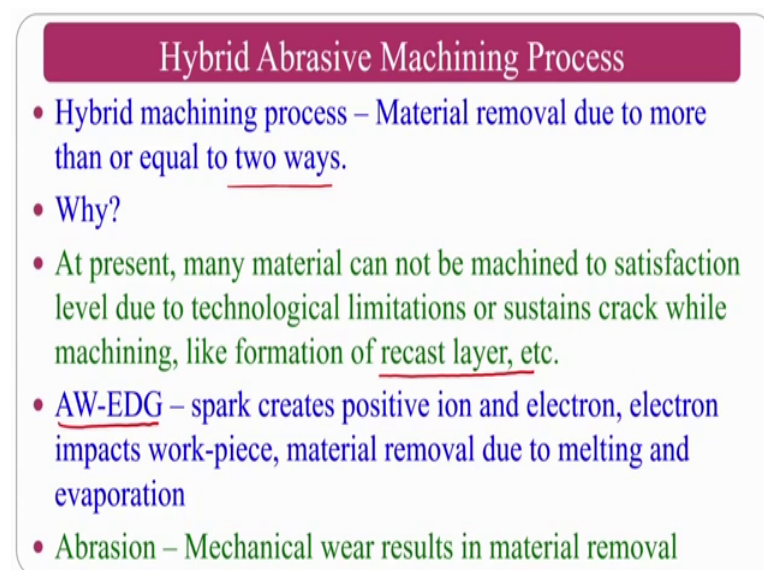 Hybrid Abrasive Machining Process
• Hybrid machining process – Material removal due to more
than or equal to two ways.
• Why?
• At present, many material can not be machined to satisfaction
level due to technological limitations or sustains crack while
machining, like formation of recast layer, etc.
• AW-EDG – spark creates positive ion and electron, electron
impacts work-piece, material removal due to melting and
evaporation
• Abrasion – Mechanical wear results in material removal